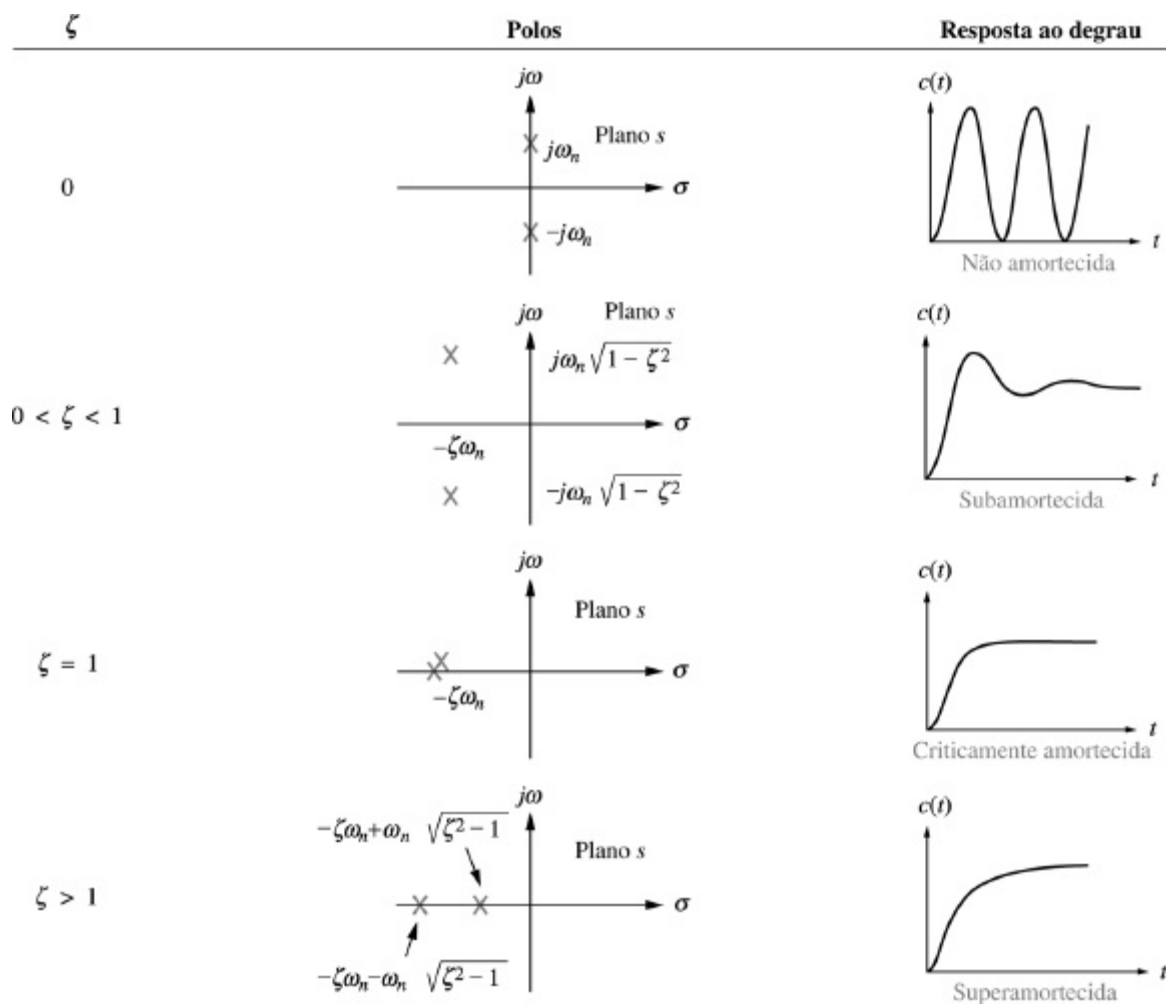 ζ Polos Resposta ao degrau
jω
c(t)
Plano s
jωₙ
0
σ
−jωₙ
t
Não amortecida
jω
Plano s
c(t)
jωₙ√1 − ζ²
0 < ζ < 1
σ
−ζωₙ
−jωₙ√1 − ζ²
t
Subamortecida
jω
c(t)
Plano s
ζ = 1
σ
−ζωₙ
t
Criticamente amortecida
jω
c(t)
−ζωₙ+ωₙ √ζ² − 1
Plano s
ζ > 1
σ
−ζωₙ−ωₙ √ζ² − 1
t
Superamortecida